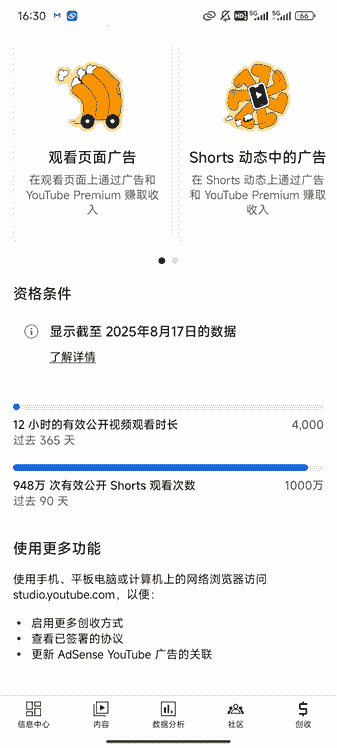 16:30
HD
5G
5G
66
观看页面广告
Shorts 动态中的广告
在观看页面上通过广告和
YouTube Premium 赚取收
入
在 Shorts 动态上通过广告
和 YouTube Premium 赚取
收入
资格条件
显示截至 2025年8月17日的数据
了解详情
12 小时的有效公开视频观看时长
4,000
过去 365 天
948万 次有效公开 Shorts 观看次数
1000万
过去 90 天
使用更多功能
使用手机、平板电脑或计算机上的网络浏览器访问
studio.youtube.com，以便：
• 启用更多创收方式
• 查看已签署的协议
• 更新 AdSense YouTube 广告的关联
信息中心
内容
数据分析
社区
创收